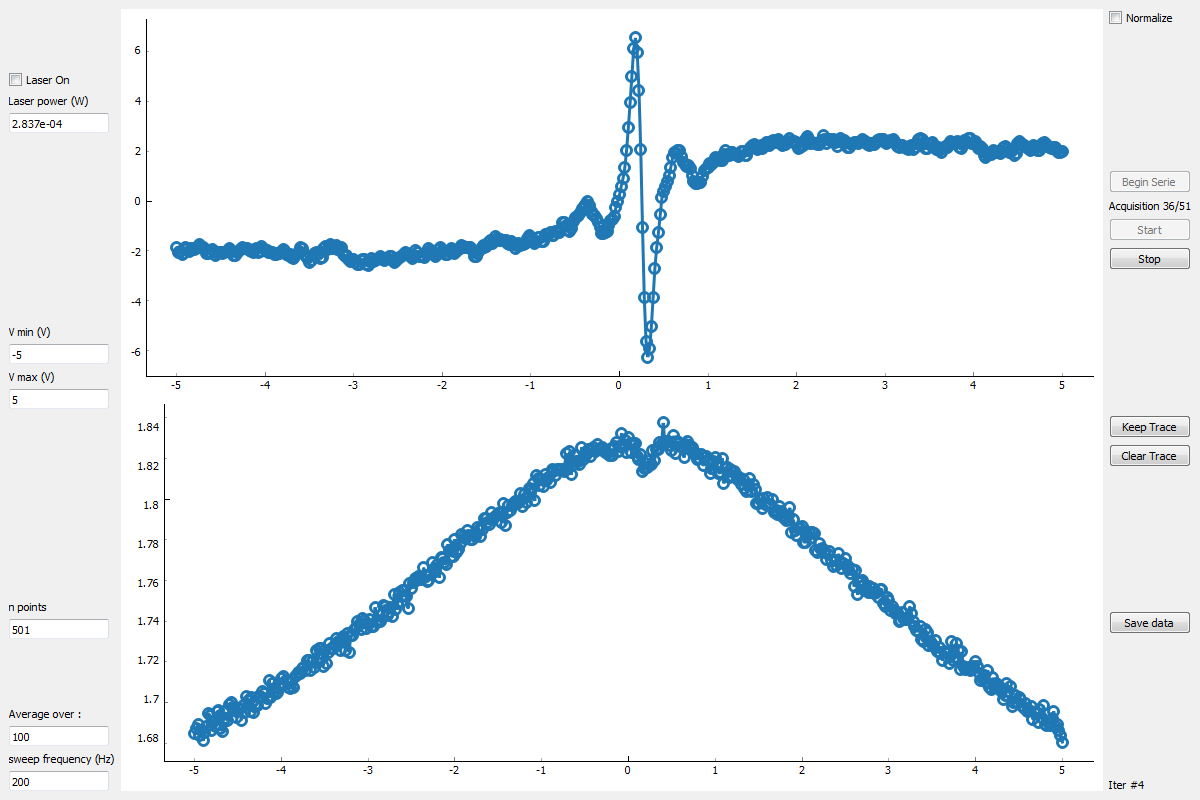 Normalize
Laser On
Laser power (W)
2.837e-04
6
4
2
0
-2
-4
-6
-5
-4
-3
-2
-1
0
1
2
3
4
5
Begin Serie
Acquisition 36/51
Start
Stop
V min (V)
-5
V max (V)
5
1.84
1.82
1.8
1.78
1.76
1.74
1.72
1.7
1.68
-5
-4
-3
-2
-1
0
1
2
3
4
5
Keep Trace
Clear Trace
n points
501
Save data
Average over :
100
sweep frequency (Hz)
200
Iter #4